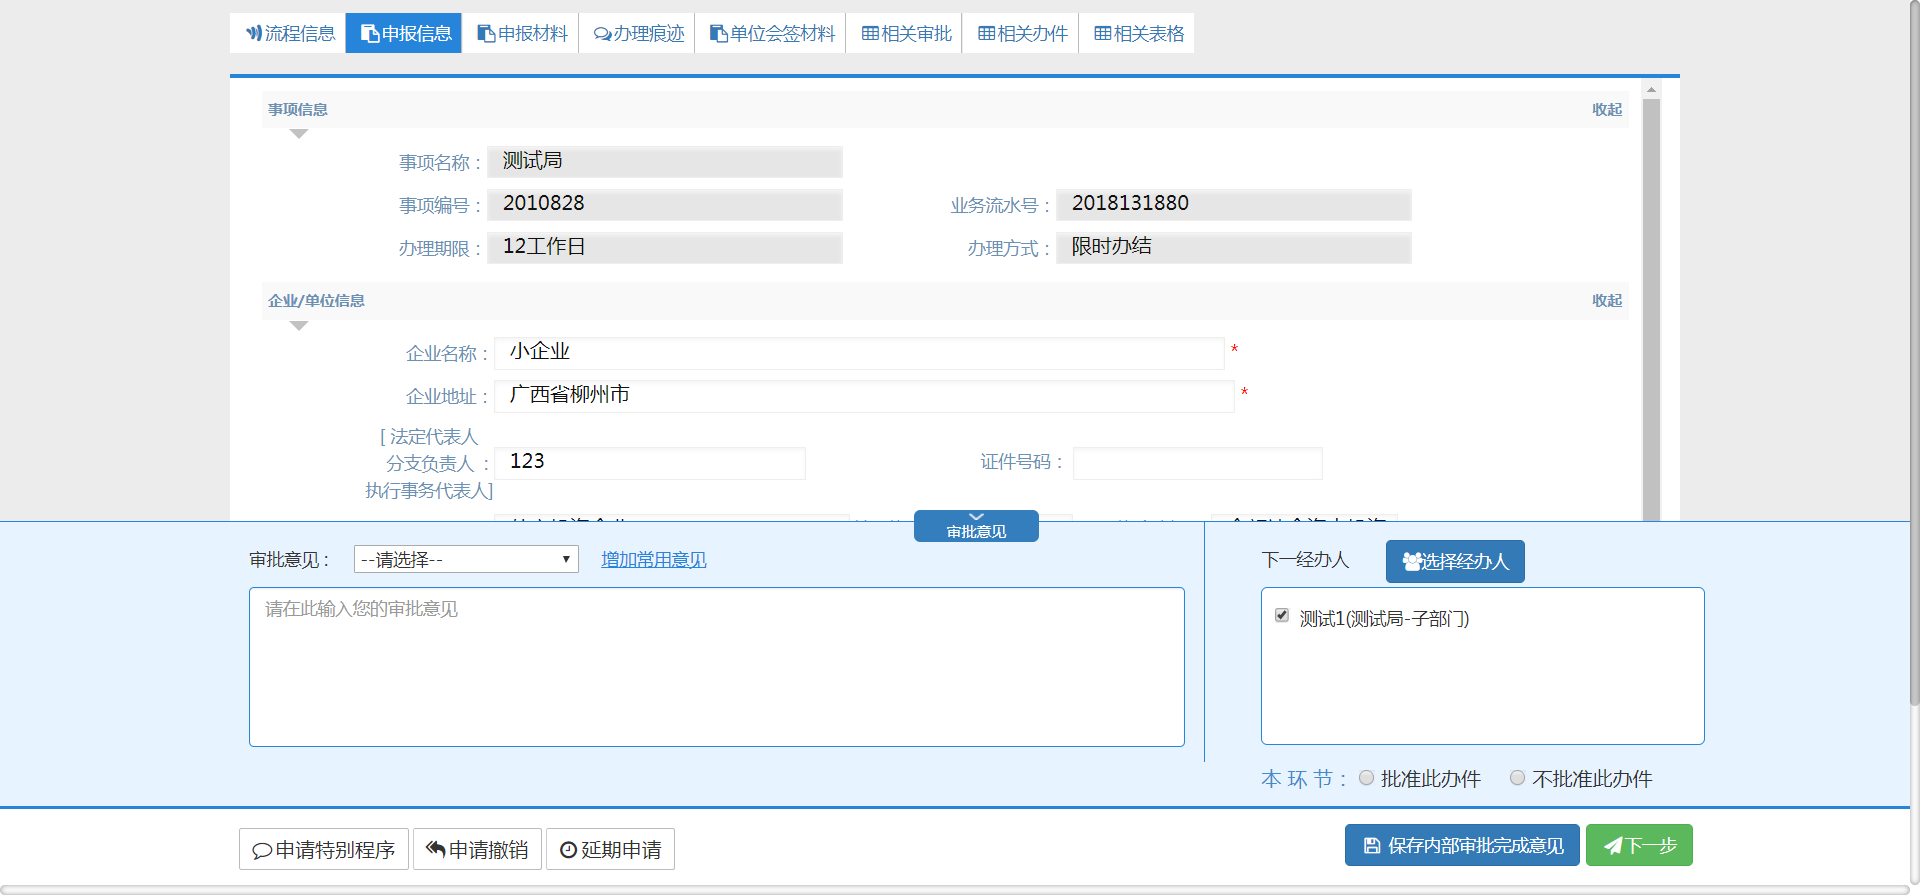 流程信息 申报信息 申报材料 办理痕迹 单位会签材料 相关审批 相关办件 相关表格
事项信息 收起
事项名称： 测试局
事项编号： 2010828 业务流水号： 2018131880
办理期限： 12工作日 办理方式： 限时办结
企业/单位信息 收起
企业名称： 小企业 *
企业地址： 广西省柳州市 *
[ 法定代表人
分支负责人 ： 123 证件号码：
执行事务代表人]
审批意见
审批意见： --请选择-- 增加常用意见 下一经办人 选择经办人
请在此输入您的审批意见
测试1(测试局-子部门)
本 环 节： 批准此办件 不批准此办件
申请特别程序 申请撤销 延期申请 保存内部审批完成意见 下一步